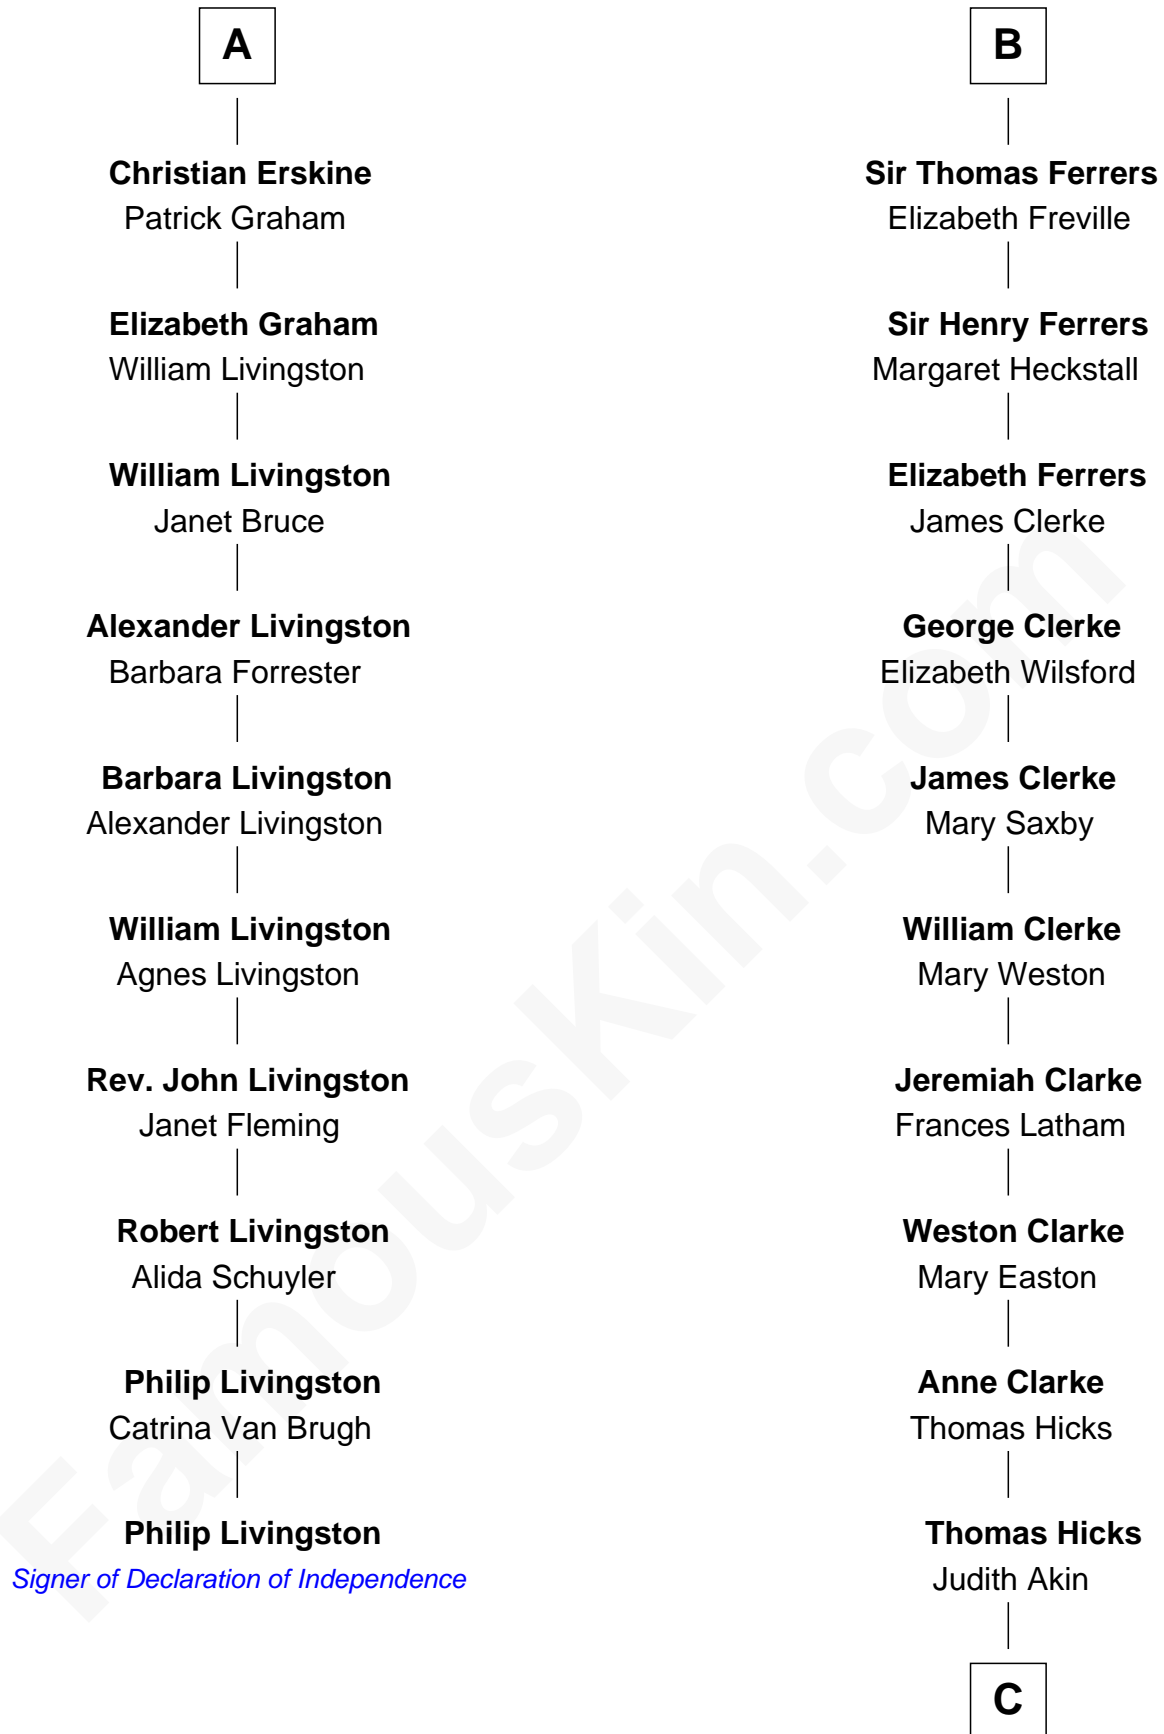 A
Christian Erskine
Patrick Graham
Elizabeth Graham
William Livingston
William Livingston
Janet Bruce
Alexander Livingston
Barbara Forrester
Barbara Livingston
Alexander Livingston
William Livingston
Agnes Livingston
Rev. John Livingston
Janet Fleming
Robert Livingston
Alida Schuyler
Philip Livingston
Catrina Van Brugh
Philip Livingston
Signer of Declaration of Independence
B
Sir Thomas Ferrers
Elizabeth Freville
Sir Henry Ferrers
Margaret Heckstall
Elizabeth Ferrers
James Clerke
George Clerke
Elizabeth Wilsford
James Clerke
Mary Saxby
William Clerke
Mary Weston
Jeremiah Clarke
Frances Latham
Weston Clarke
Mary Easton
Anne Clarke
Thomas Hicks
Thomas Hicks
Judith Akin
C
FamousKin.com